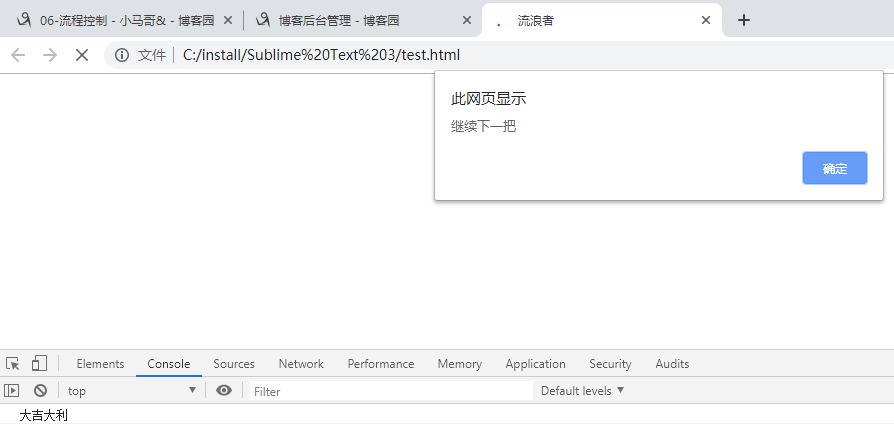 06-流程控制 - 小马哥& - 博客园 博客后台管理 - 博客园 流浪者
文件 C:/install/Sublime%20Text%203/test.html
此网页显示
继续下一把
确定
Elements Console Sources Network Performance Memory Application Security Audits
top Filter Default levels
大吉大利